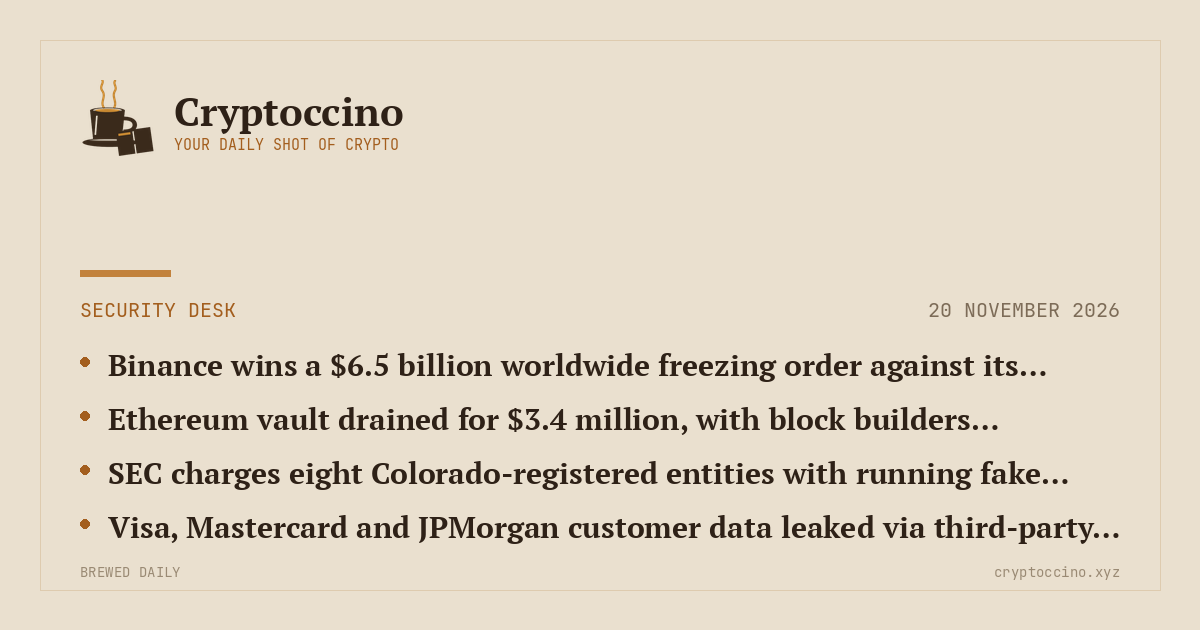 Cryptoccino
YOUR DAILY SHOT OF CRYPTO
SECURITY DESK
20 NOVEMBER 2026
Binance wins a $6.5 billion worldwide freezing order against its...
Ethereum vault drained for $3.4 million, with block builders...
SEC charges eight Colorado-registered entities with running fake...
Visa, Mastercard and JPMorgan customer data leaked via third-party...
BREWED DAILY
cryptoccino.xyz